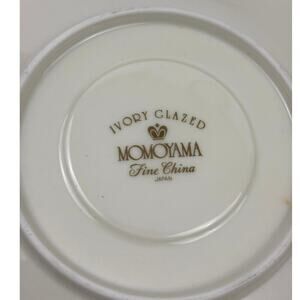 IVORY GLAZED
MOMOYAMA
Fine China
JAPAN